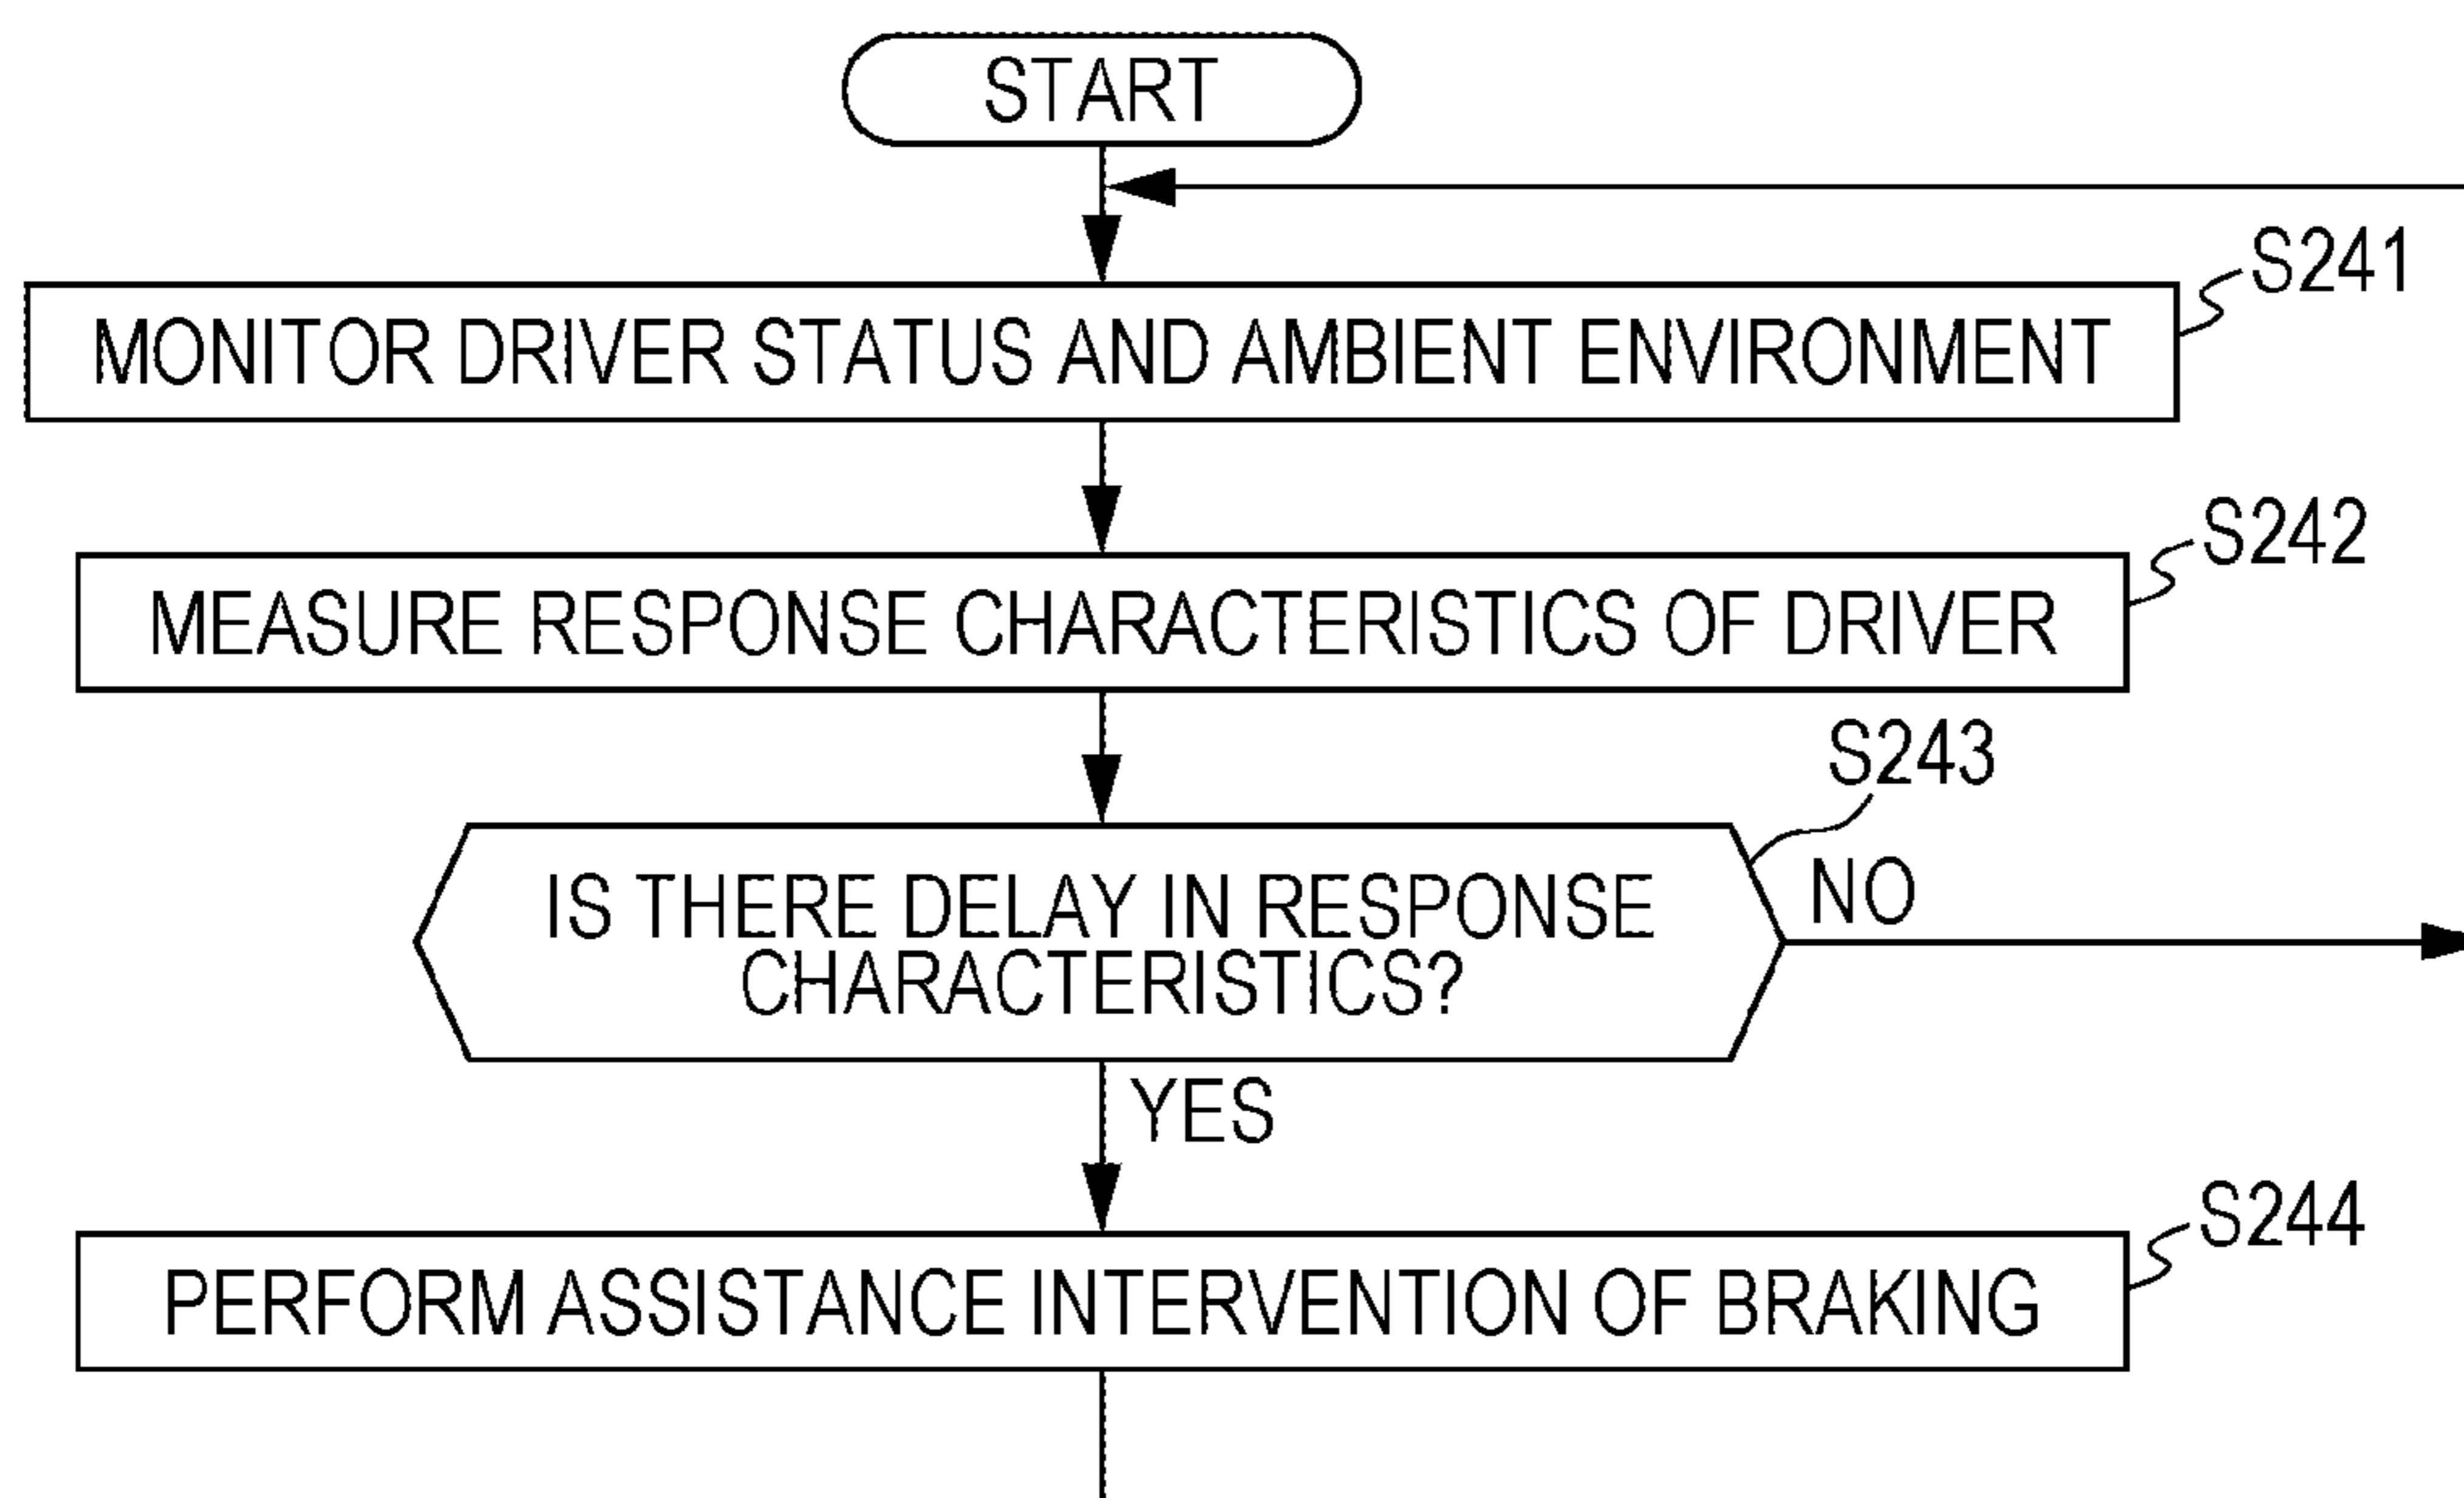 START
S241
MONITOR DRIVER STATUS AND AMBIENT ENVIRONMENT
S242
MEASURE RESPONSE CHARACTERISTICS OF DRIVER
S243
IS THERE DELAY IN RESPONSE
CHARACTERISTICS?
NO
YES
S244
PERFORM ASSISTANCE INTERVENTION OF BRAKING